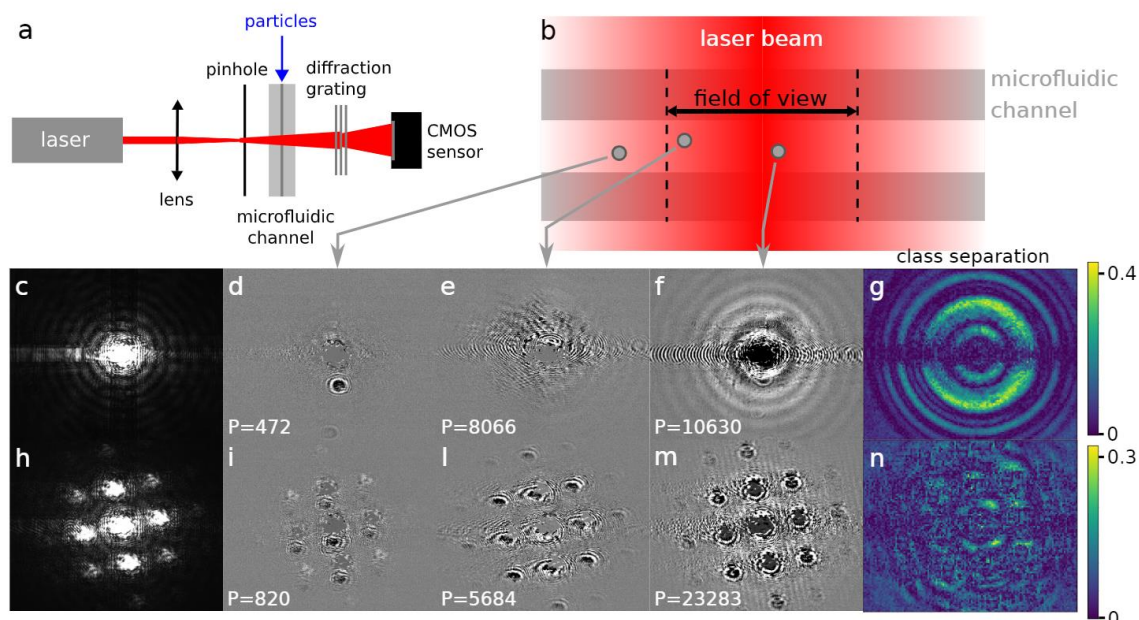 a
particles
pinhole
diffraction
grating
laser
CMOS
sensor
lens
microfluidic
channel
b
laser beam
microfluidic
channel
field of view
class separation
c
d
e
f
g
0.4
0
P=472
P=8066
P=10630
h
i
l
m
n
0.3
0
P=820
P=5684
P=23283